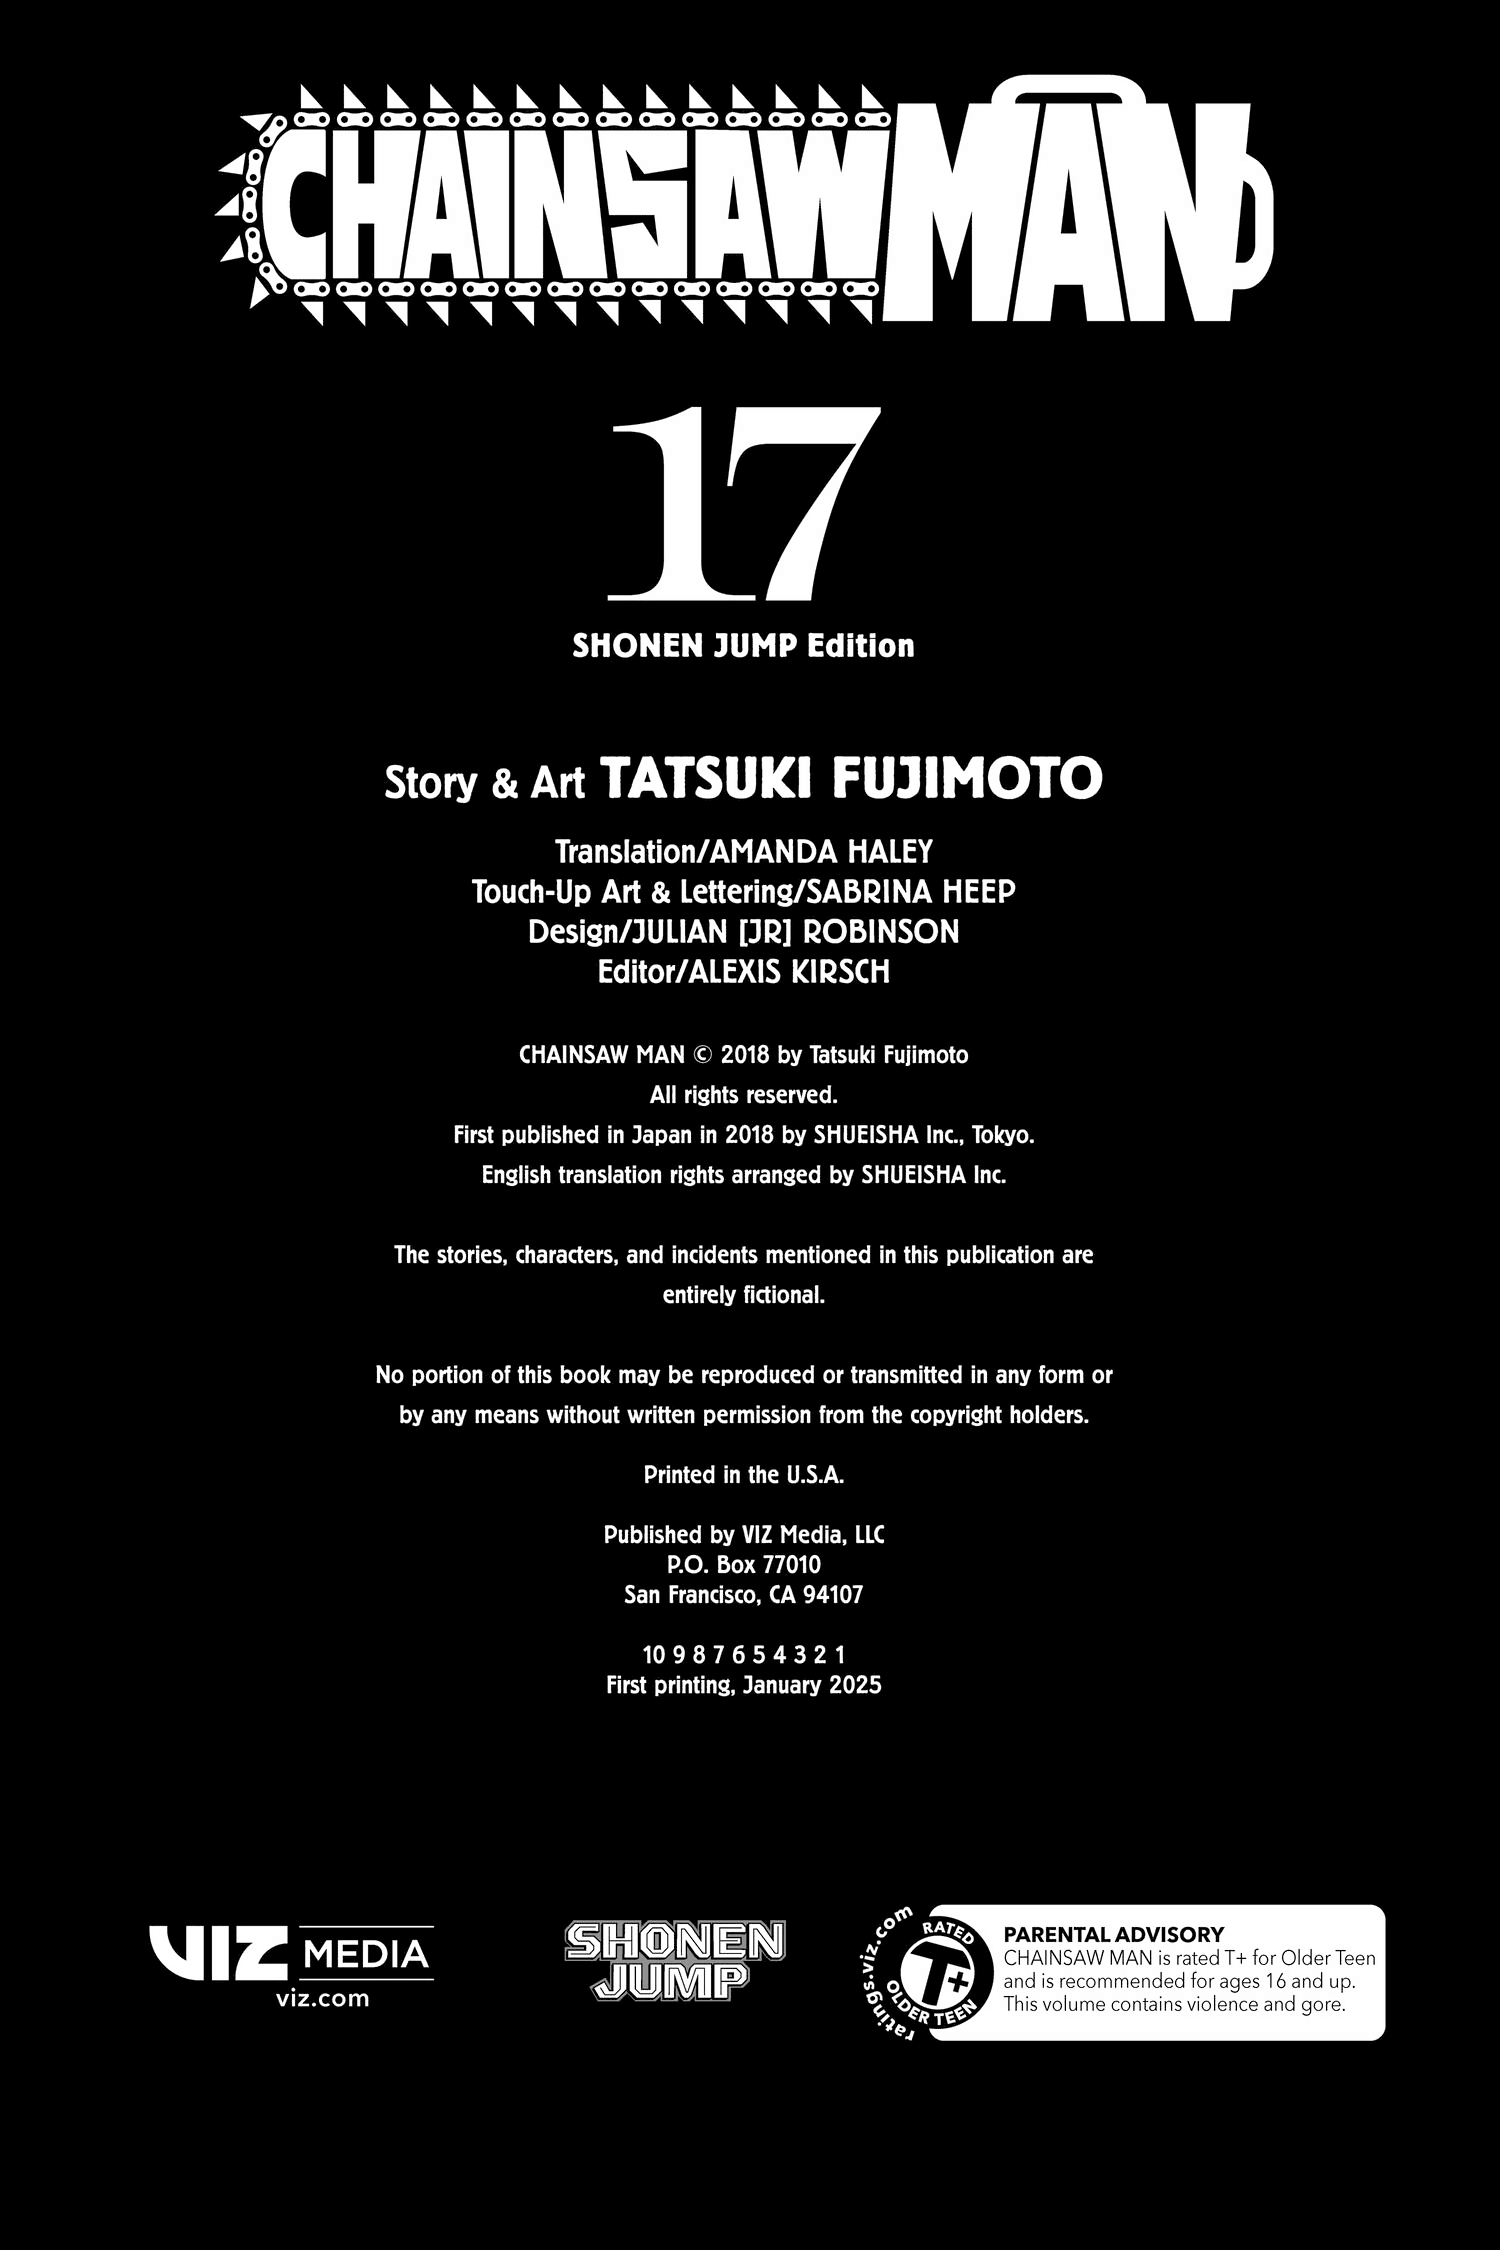 CHAINSAW MAN
17
SHONEN JUMP Edition
Story & Art TATSUKI FUJIMOTO
Translation/AMANDA HALEY
Touch-Up Art & Lettering/SABRINA HEEP
Design/JULIAN [JR] ROBINSON
Editor/ALEXIS KIRSCH
CHAINSAW MAN © 2018 by Tatsuki Fujimoto
All rights reserved.
First published in Japan in 2018 by SHUEISHA Inc., Tokyo.
English translation rights arranged by SHUEISHA Inc.
The stories, characters, and incidents mentioned in this publication are
entirely fictional.
No portion of this book may be reproduced or transmitted in any form or
by any means without written permission from the copyright holders.
Printed in the U.S.A.
Published by VIZ Media, LLC
P.O. Box 77010
San Francisco, CA 94107
10 9 8 7 6 5 4 3 2 1
First printing, January 2025
VIZ MEDIA
viz.com
SHONEN
JUMP
ratings.viz.com
RATED
T+
OLDER TEEN
PARENTAL ADVISORY
CHAINSAW MAN is rated T+ for Older Teen
and is recommended for ages 16 and up.
This volume contains violence and gore.